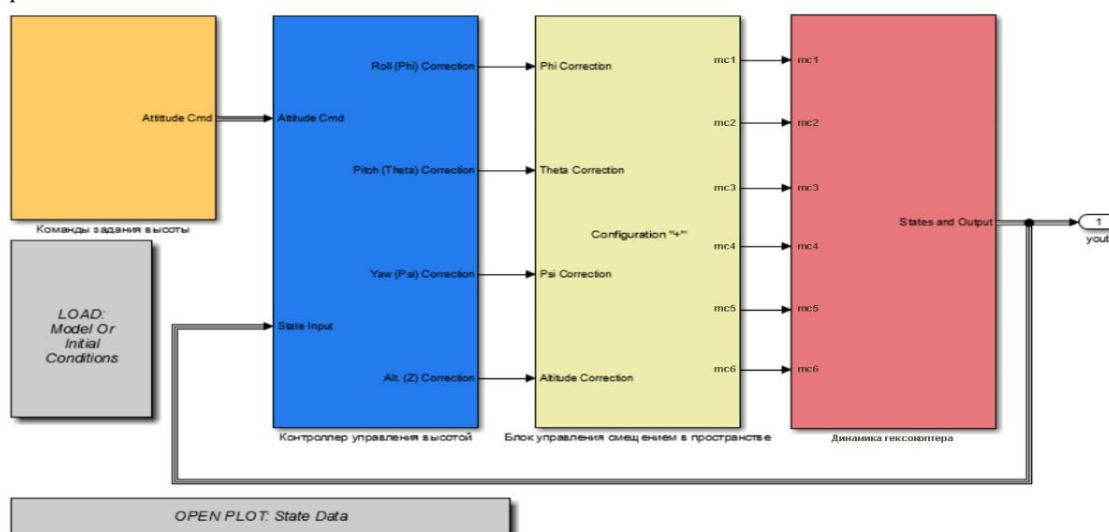 Attitude Cmd
Команды задания высоты
LOAD:
Model Or
Initial
Conditions
Attitude Cmd
State Input
Roll (Phi) Correction
Pitch (Theta) Correction
Yaw (Psi) Correction
Alt. (Z) Correction
Контроллер управления высотой
Phi Correction
Theta Correction
Configuration "+"
Psi Correction
Altitude Correction
mc1
mc2
mc3
mc4
mc5
mc6
Блок управления смещением в пространстве
mc1
mc2
mc3
mc4
mc5
mc6
States and Output
Динамика гексокоптера
1
yout
OPEN PLOT: State Data